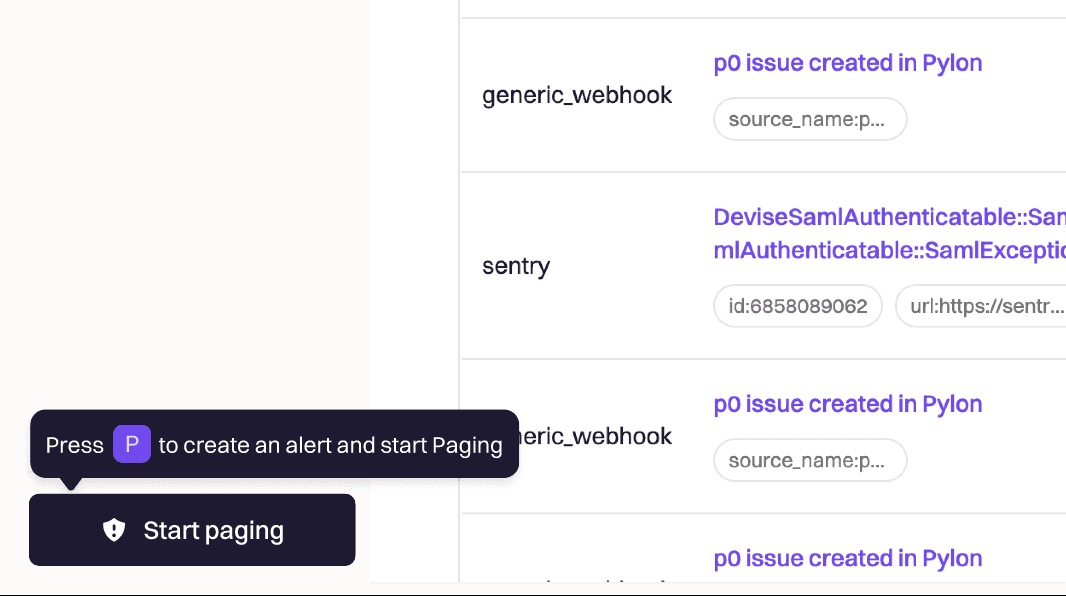 p0 issue created in Pylon
generic_webhook
source_name:p...
DeviseSamlAuthenticatable::Sam
mlAuthenticatable::SamlExceptio
sentry
id:6858089062
url:https://sentr...
p0 issue created in Pylon
neric_webhook
source_name:p...
Press P to create an alert and start Paging
Start paging
p0 issue created in Pylon